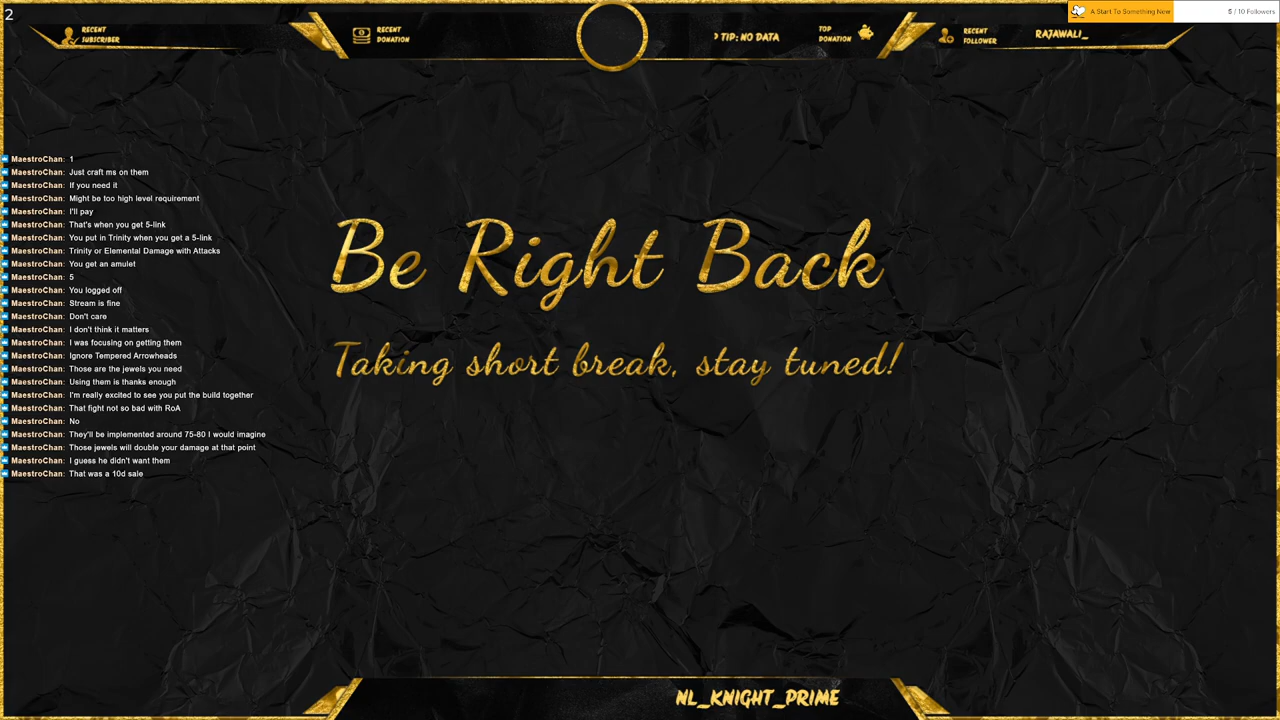 2
RECENT SUBSCRIBER
RECENT DONATION
TIP: NO DATA
TOP DONATION
RECENT FOLLOWER
RAJAWALI_
A Start To Something New
5 / 10 Followers
MaestroChan: 1
MaestroChan: Just craft ms on them
MaestroChan: If you need it
MaestroChan: Might be too high level requirement
MaestroChan: I'll pay
MaestroChan: That's when you get 5-link
MaestroChan: You put in Trinity when you get a 5-link
MaestroChan: Trinity or Elemental Damage with Attacks
MaestroChan: You get an amulet
MaestroChan: 5
MaestroChan: You logged off
MaestroChan: Stream is fine
MaestroChan: Don't care
MaestroChan: I don't think it matters
MaestroChan: I was focusing on getting them
MaestroChan: Ignore Tempered Arrowheads
MaestroChan: Those are the jewels you need
MaestroChan: Using them is thanks enough
MaestroChan: I'm really excited to see you put the build together
MaestroChan: That fight not so bad with RoA
MaestroChan: No
MaestroChan: They'll be implemented around 75-80 I would imagine
MaestroChan: Those jewels will double your damage at that point
MaestroChan: I guess he didn't want them
MaestroChan: That was a 10d sale
Be Right Back
Taking short break, stay tuned!
NL_KNIGHT_PRIME